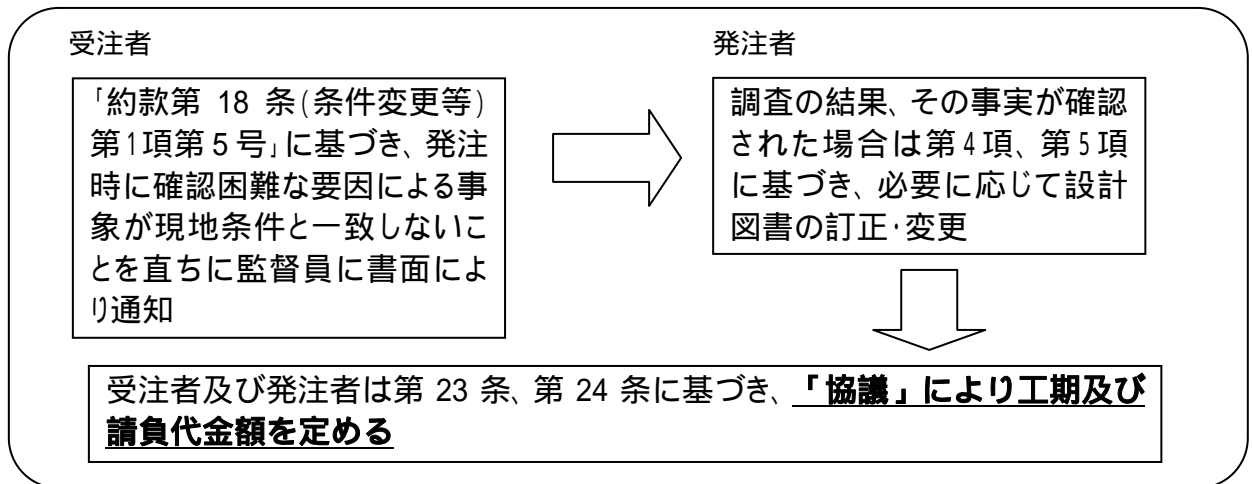 受注者
「約款第 18 条(条件変更等)
第1項第５号」に基づき、発注
時に確認困難な要因による事
象が現地条件と一致しないこ
とを直ちに監督員に書面によ
り通知
発注者
調査の結果、その事実が確認
された場合は第４項、第５項
に基づき、必要に応じて設計
図書の訂正･変更
受注者及び発注者は第 23 条、第 24 条に基づき、「協議」により工期及び
請負代金額を定める